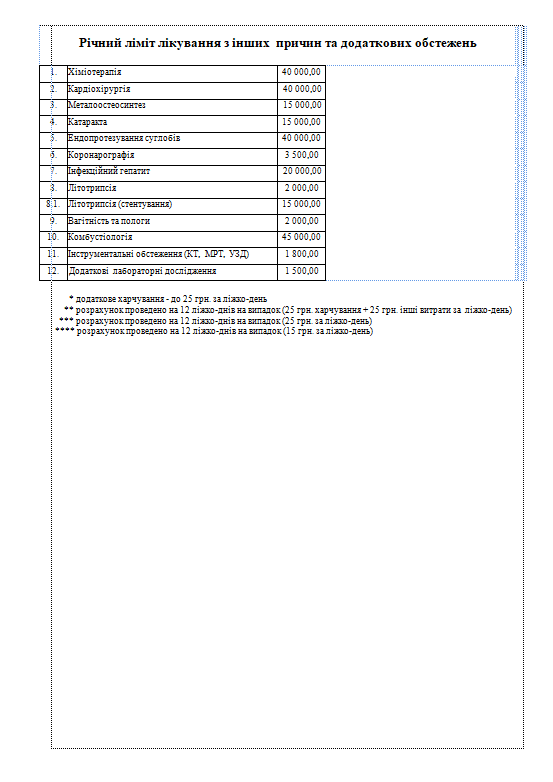 Річний ліміт лікування з інших причин та додаткових обстежень
1. Хіміотерапія 40 000,00
2. Кардіохірургія 40 000,00
3. Металоостеосинтез 15 000,00
4. Катаракта 15 000,00
5. Ендопротезування суглобів 40 000,00
6. Коронарографія 3 500,00
7. Інфекційний гепатит 20 000,00
8. Літотрипсія 2 000,00
8.1. Літотрипсія (стентування) 15 000,00
9. Вагітність та пологи 2 000,00
10. Комбустіологія 45 000,00
11. Інструментальні обстеження (КТ, МРТ, УЗД) 1 800,00
12. Додаткові лабораторні дослідження 1 500,00
* додаткове харчування - до 25 грн. за ліжко-день
** розрахунок проведено на 12 ліжко-днів на випадок (25 грн. харчування + 25 грн. інші витрати за ліжко-день)
*** розрахунок проведено на 12 ліжко-днів на випадок (25 грн. за ліжко-день)
**** розрахунок проведено на 12 ліжко-днів на випадок (15 грн. за ліжко-день)